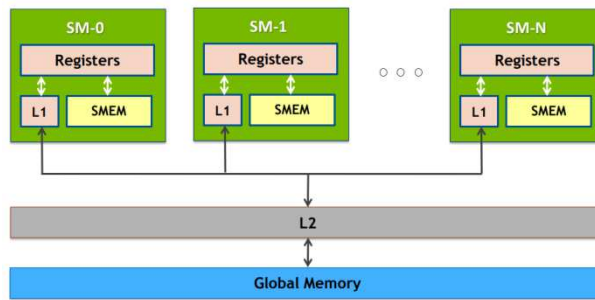 SM-0 SM-1 SM-N
Registers Registers Registers
L1 SMEM L1 SMEM L1 SMEM
L2
Global Memory